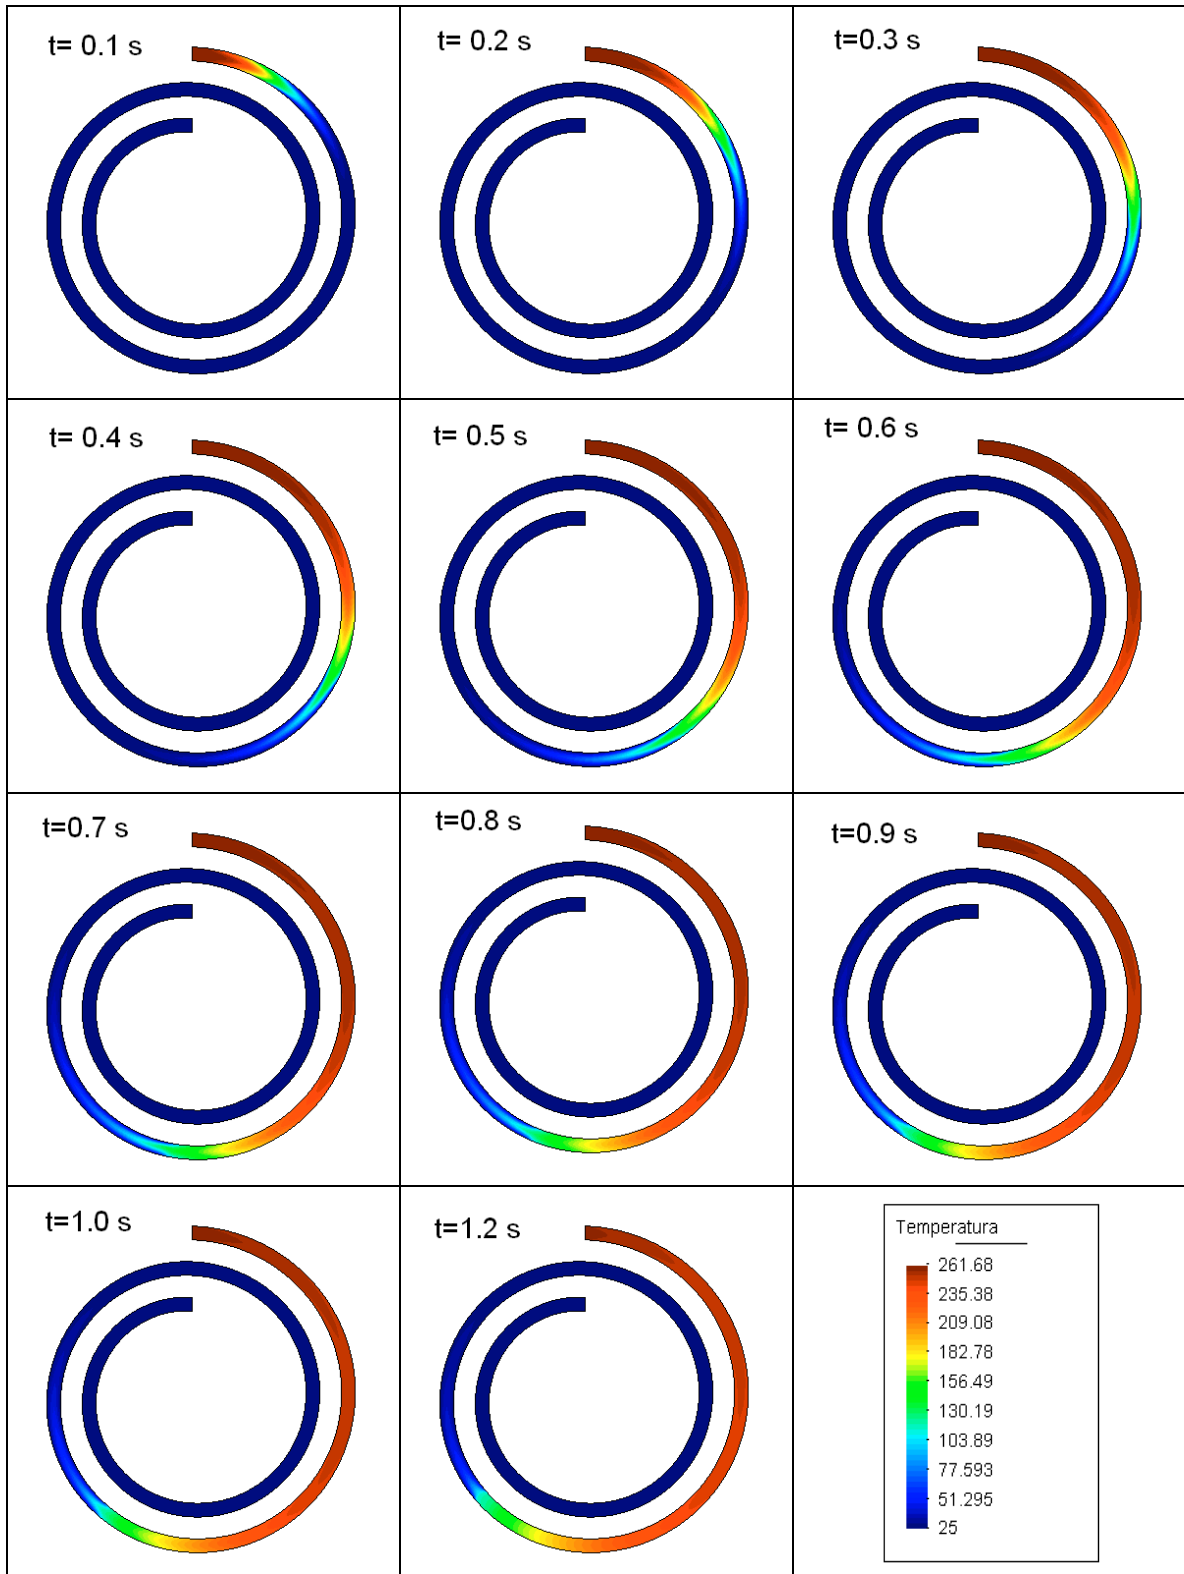 t= 0.1 s
t= 0.2 s
t=0.3 s
t= 0.4 s
t= 0.5 s
t= 0.6 s
t=0.7 s
t=0.8 s
t=0.9 s
t=1.0 s
t=1.2 s
Temperatura
261.68
235.38
209.08
182.78
156.49
130.19
103.89
77.593
51.295
25